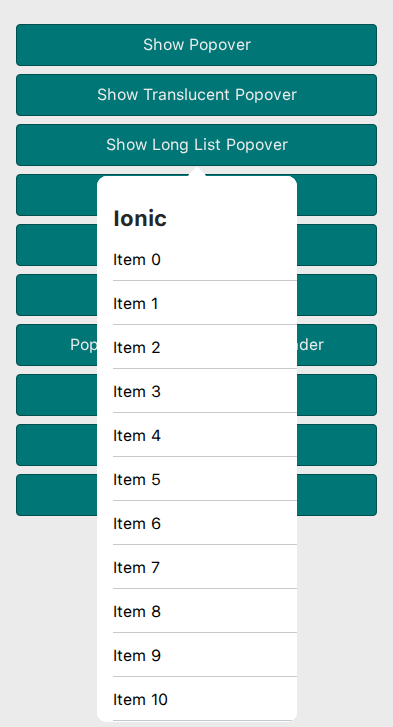 Show Popover
Show Translucent Popover
Show Long List Popover
Ionic
Item 0
Item 1
Item 2
Item 3
Item 4
Item 5
Item 6
Item 7
Item 8
Item 9
Item 10